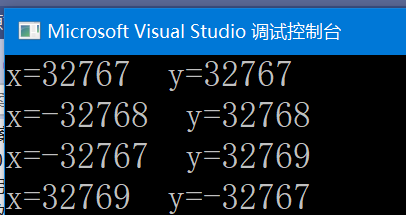 Microsoft Visual Studio 调试控制台
x=32767  y=32767
x=-32768  y=32768
x=-32767  y=32769
x=32769  y=-32767